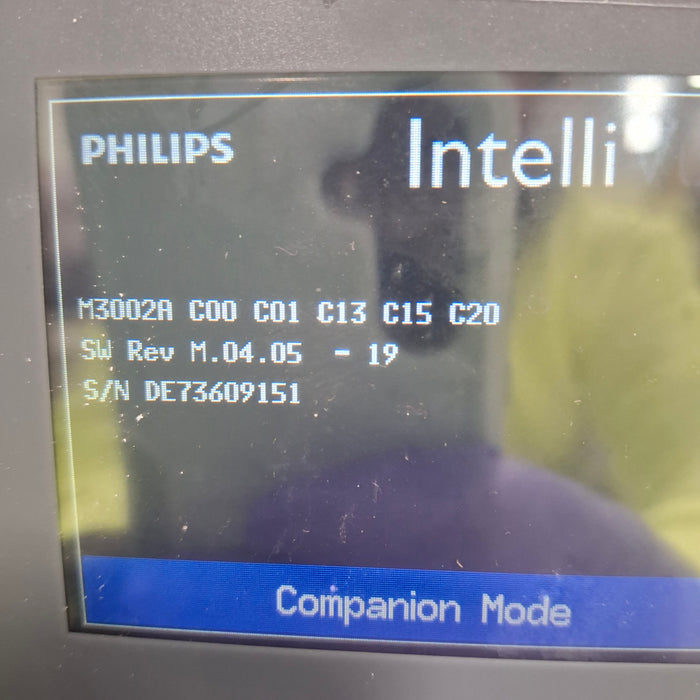 PHILIPS
Intelli
M3002A C00 C01 C13 C15 C20
SW Rev M.04.05 - 19
S/N DE73609151
Companion Mode